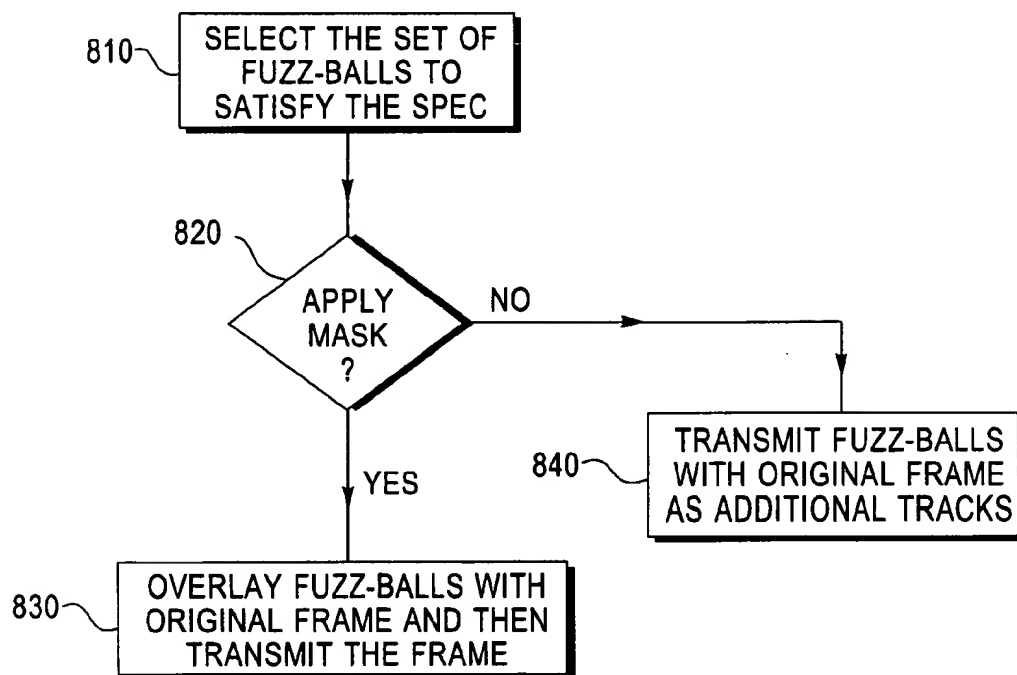 810
SELECT THE SET OF
FUZZ-BALLS TO
SATISFY THE SPEC
820
APPLY
MASK
?
NO
YES
840
TRANSMIT FUZZ-BALLS
WITH ORIGINAL FRAME
AS ADDITIONAL TRACKS
830
OVERLAY FUZZ-BALLS WITH
ORIGINAL FRAME AND THEN
TRANSMIT THE FRAME